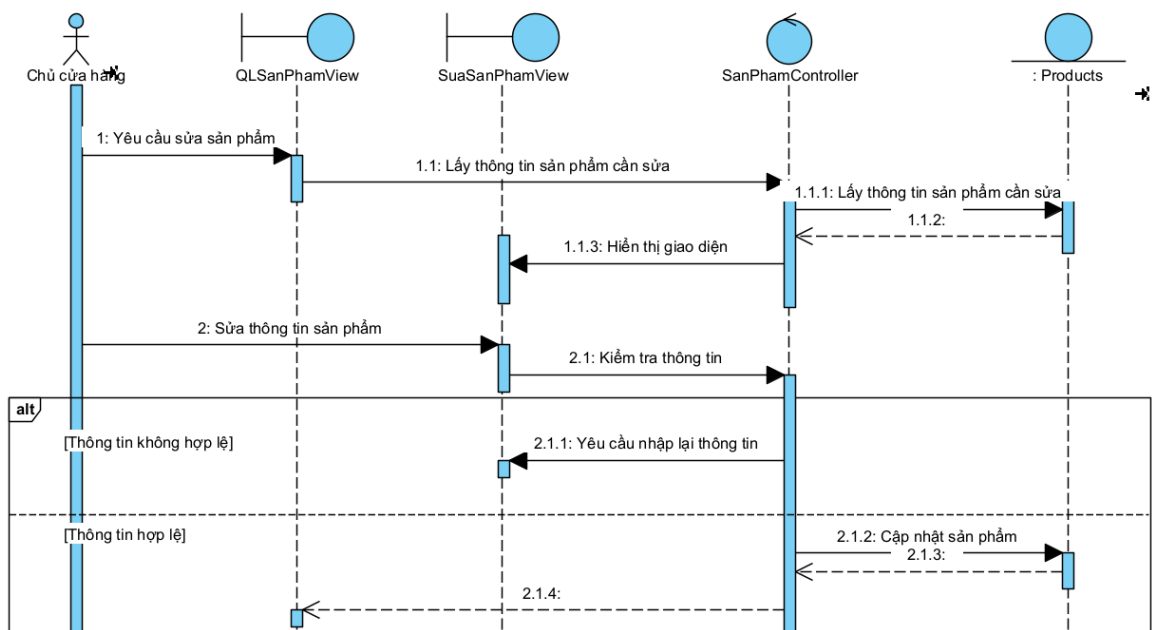 Chủ cửa hàng
QLSanPhamView
SuaSanPhamView
SanPhamController
: Products
1: Yêu cầu sửa sản phẩm
1.1: Lấy thông tin sản phẩm cần sửa
1.1.1: Lấy thông tin sản phẩm cần sửa
1.1.2:
1.1.3: Hiển thị giao diện
2: Sửa thông tin sản phẩm
2.1: Kiểm tra thông tin
alt
[Thông tin không hợp lệ]
2.1.1: Yêu cầu nhập lại thông tin
[Thông tin hợp lệ]
2.1.2: Cập nhật sản phẩm
2.1.3:
2.1.4: